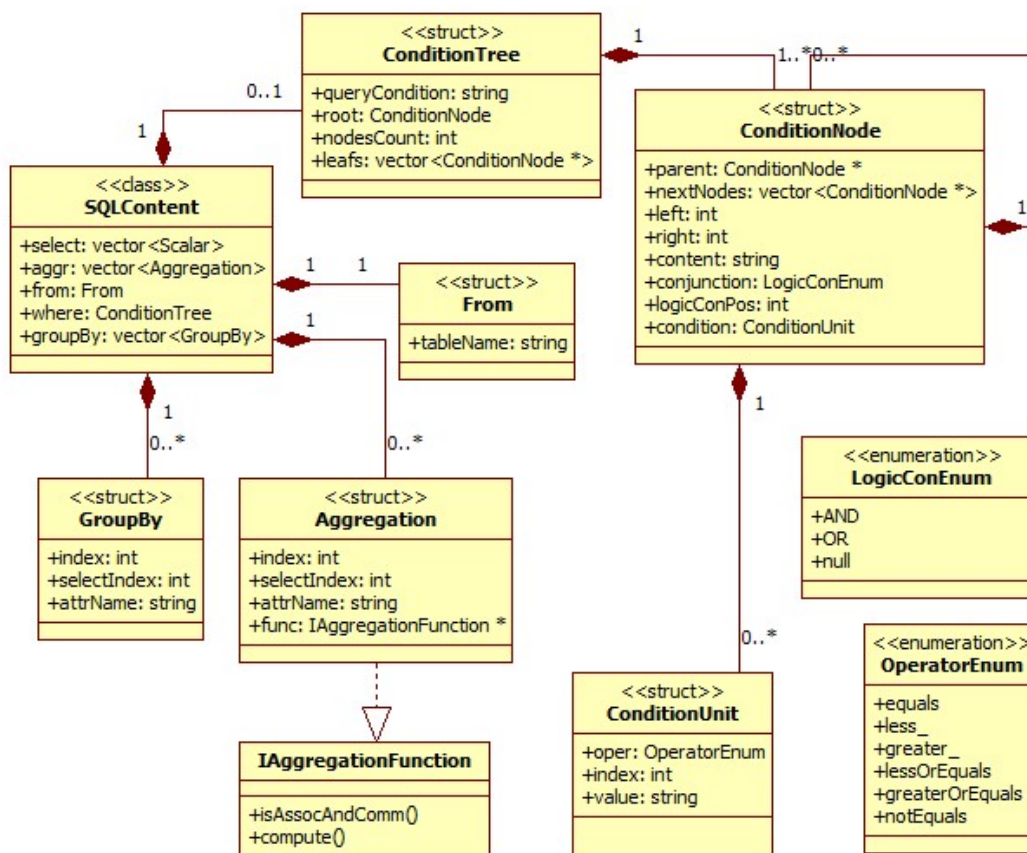 <<struct>>
ConditionTree
+queryCondition: string
+root: ConditionNode
+nodesCount: int
+leafs: vector<ConditionNode *>
1
1..*0..*
0..1
1
<<struct>>
ConditionNode
+parent: ConditionNode *
+nextNodes: vector<ConditionNode *>
+left: int
+right: int
+content: string
+conjunction: LogicConEnum
+logicConPos: int
+condition: ConditionUnit
1
1
0..*
<<class>>
SQLContent
+select: vector<Scalar>
+aggr: vector<Aggregation>
+from: From
+where: ConditionTree
+groupBy: vector<GroupBy>
1
1
<<struct>>
From
+tableName: string
1
0..*
1
0..*
<<struct>>
GroupBy
+index: int
+selectIndex: int
+attrName: string
<<struct>>
Aggregation
+index: int
+selectIndex: int
+attrName: string
+func: IAggregationFunction *
IAggregationFunction
+isAssocAndComm()
+compute()
<<struct>>
ConditionUnit
+oper: OperatorEnum
+index: int
+value: string
<<enumeration>>
LogicConEnum
+AND
+OR
+null
<<enumeration>>
OperatorEnum
+equals
+less_
+greater_
+lessOrEquals
+greaterOrEquals
+notEquals